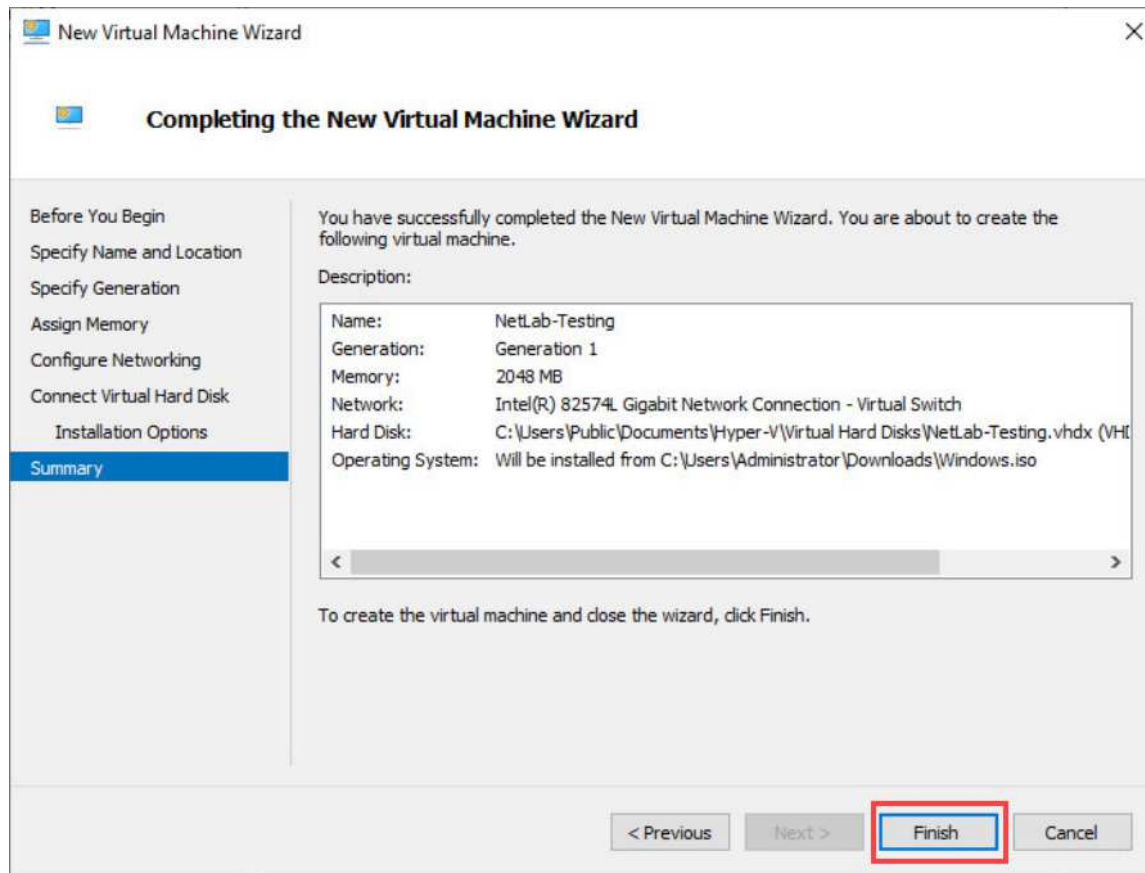 New Virtual Machine Wizard
Completing the New Virtual Machine Wizard
Before You Begin
Specify Name and Location
Specify Generation
Assign Memory
Configure Networking
Connect Virtual Hard Disk
Installation Options
Summary
You have successfully completed the New Virtual Machine Wizard. You are about to create the
following virtual machine.
Description:
Name: NetLab-Testing
Generation: Generation 1
Memory: 2048 MB
Network: Intel(R) 82574L Gigabit Network Connection - Virtual Switch
Hard Disk: C:\Users\Public\Documents\Hyper-V\Virtual Hard Disks\NetLab-Testing.vhdx
Operating System: Will be installed from C:\Users\Administrator\Downloads\Windows.iso
To create the virtual machine and close the wizard, click Finish.
< Previous Next > Finish Cancel